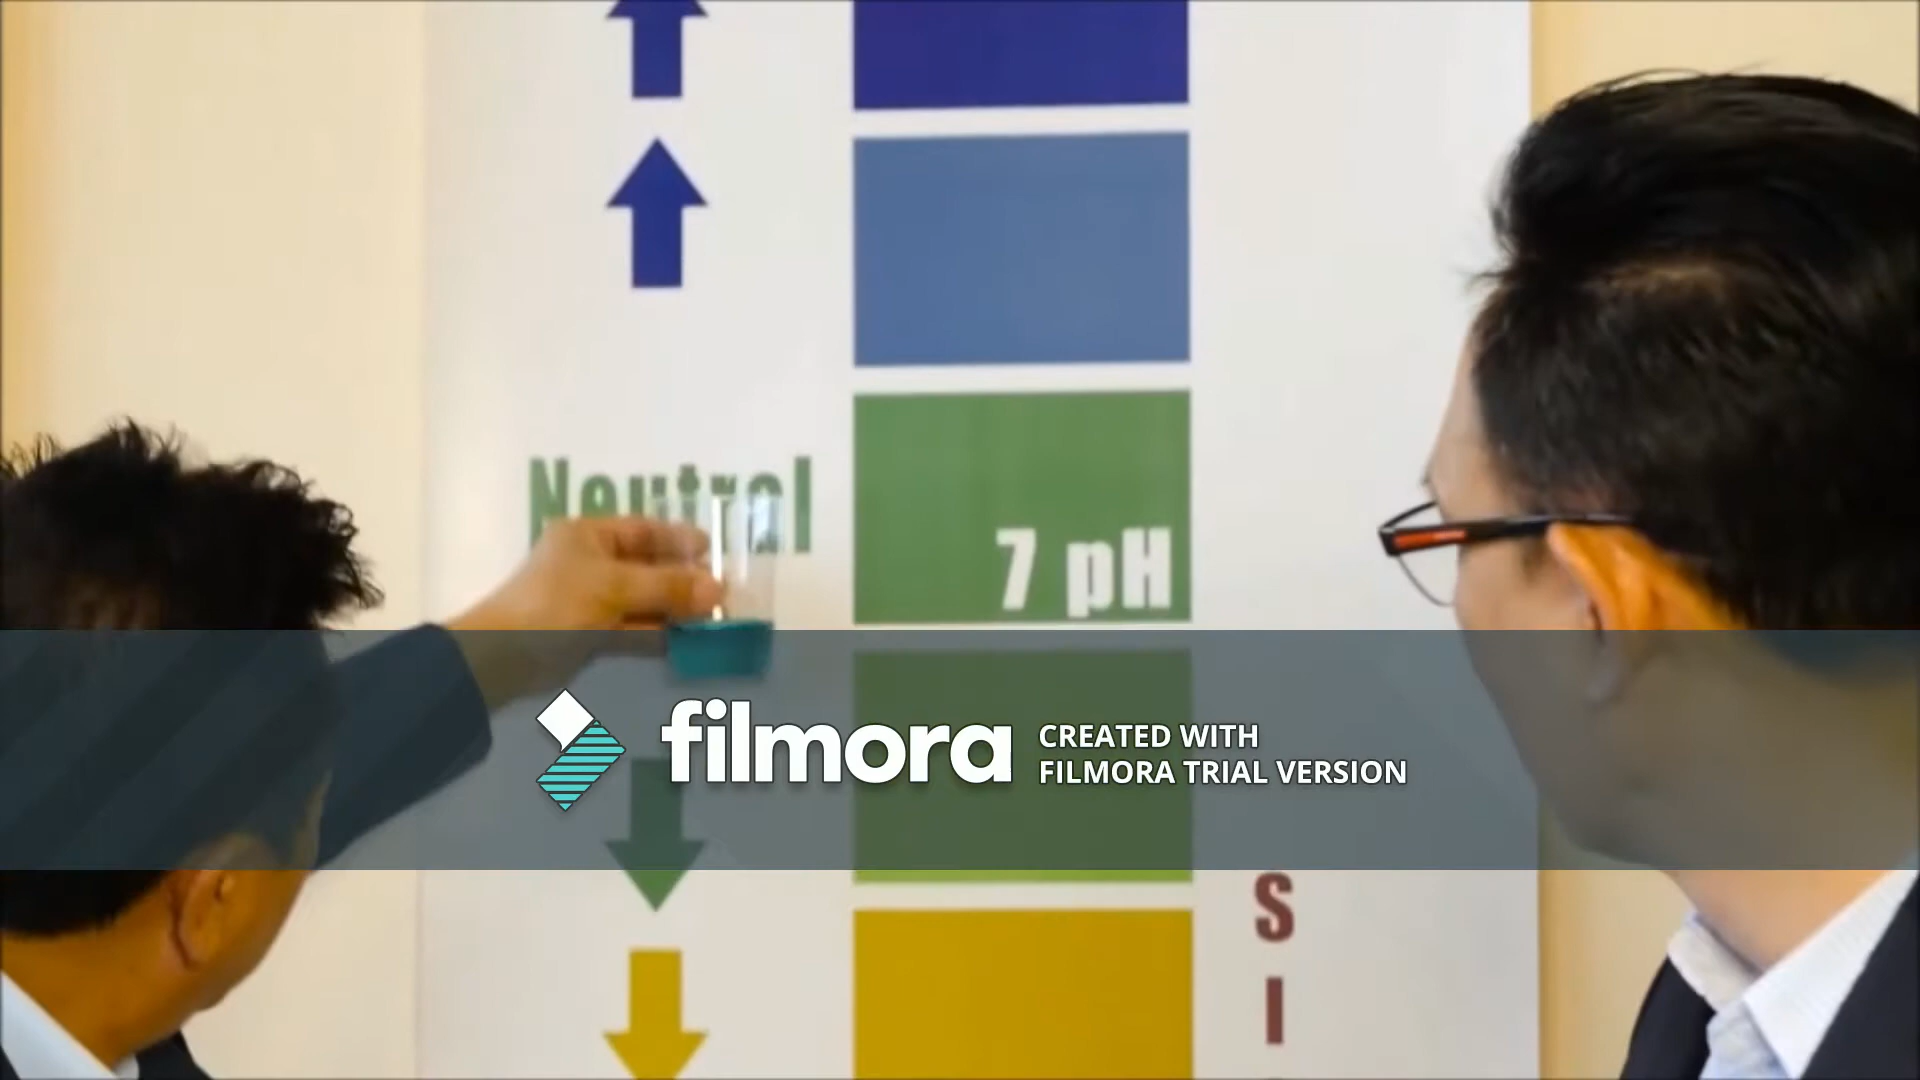 Neutral
7 pH
filmora
CREATED WITH
FILMORA TRIAL VERSION
S
I